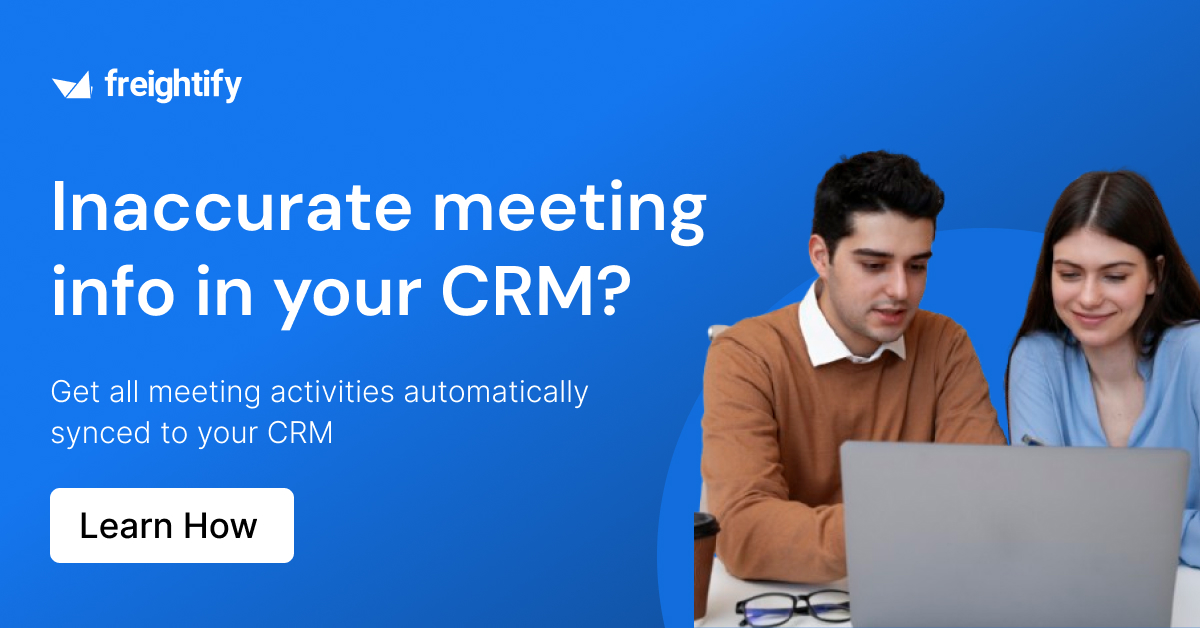 freightify
Inaccurate meeting
info in your CRM?
Get all meeting activities automatically
synced to your CRM
Learn How